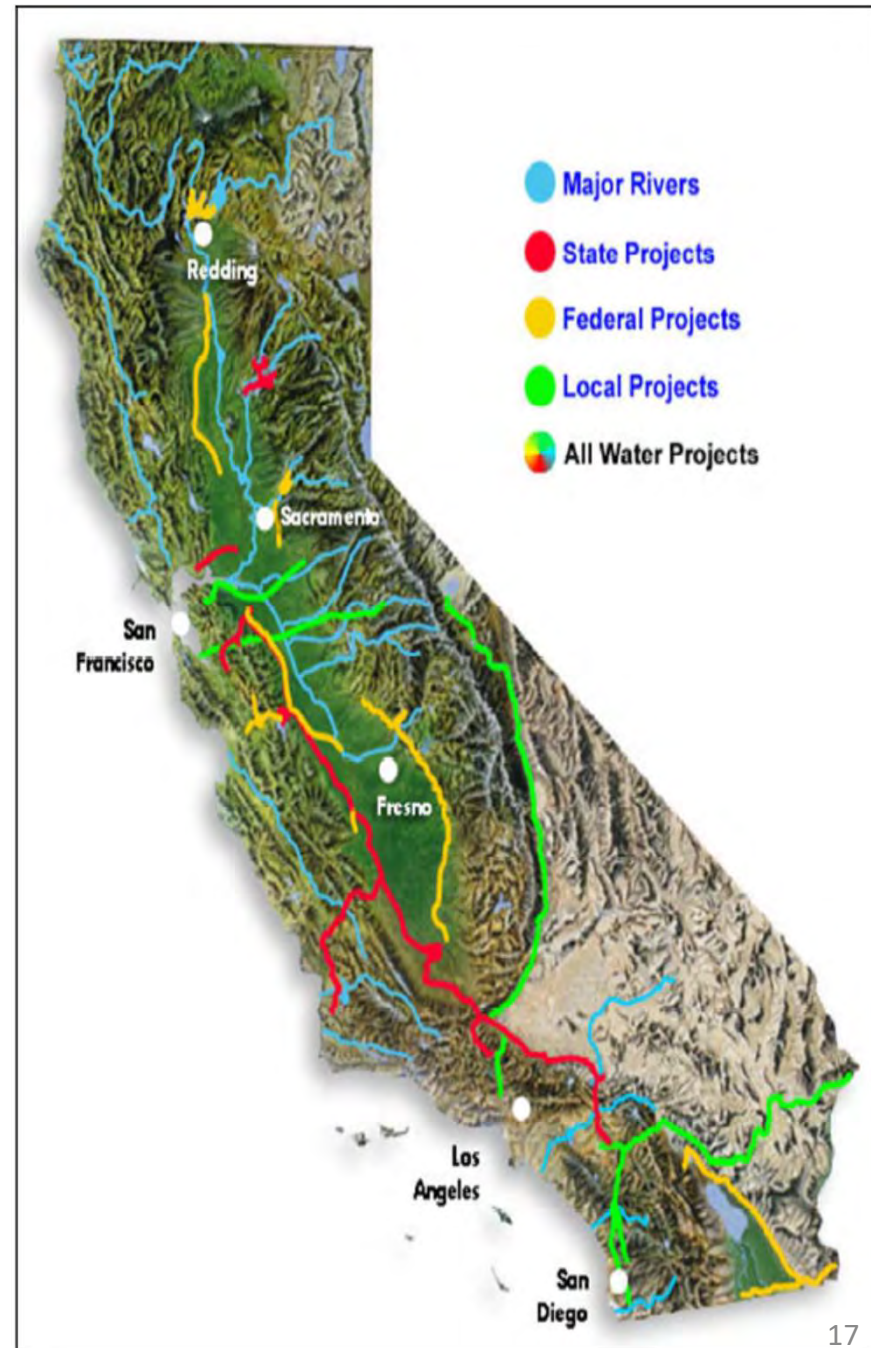 Major Rivers
State Projects
Federal Projects
Local Projects
All Water Projects
Redding
Sacramento
San
Francisco
Fresno
Los
Angeles
San
Diego
17